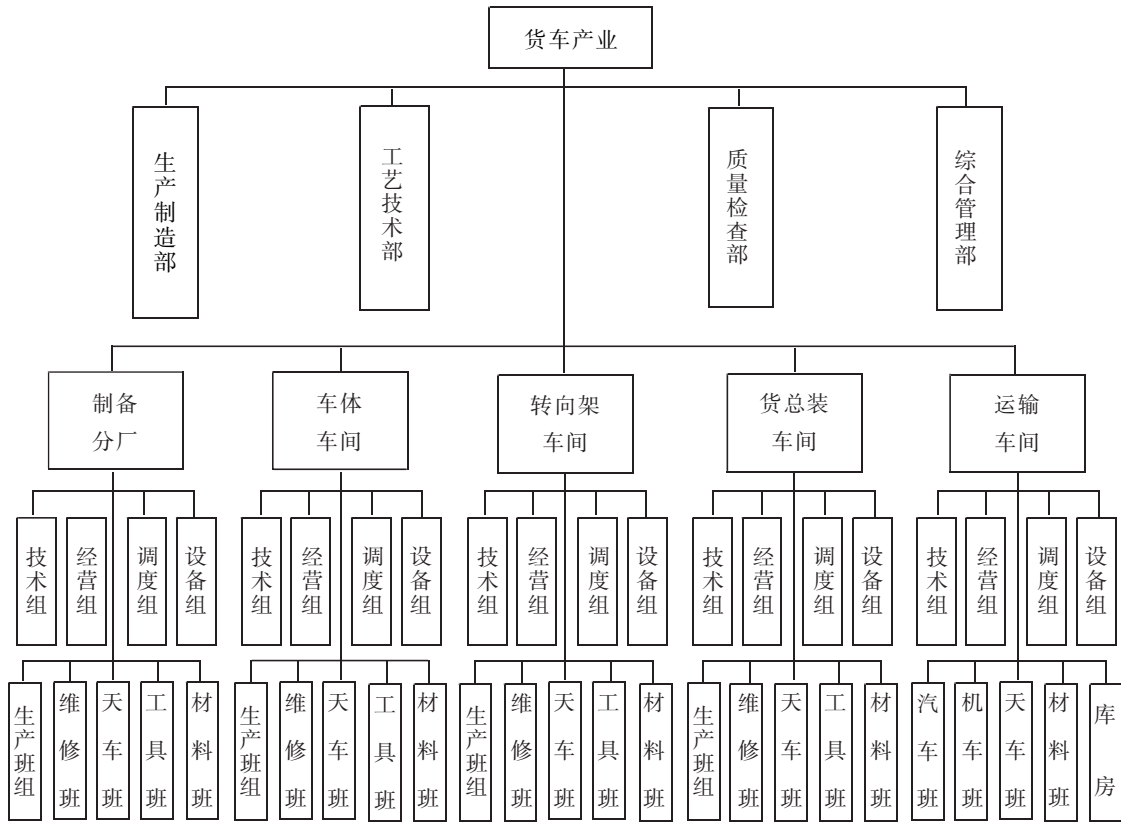 货车产业
生产制造部
工艺技术部
质量检查部
综合管理部
制备
分厂
车体
车间
转向架
车间
货总装
车间
运输
车间
技术组
经营组
调度组
设备组
技术组
经营组
调度组
设备组
技术组
经营组
调度组
设备组
技术组
经营组
调度组
设备组
技术组
经营组
调度组
设备组
生产班组
维修班
天车班
工具班
材料班
生产班组
维修班
天车班
工具班
材料班
生产班组
维修班
天车班
工具班
材料班
生产班组
维修班
天车班
工具班
材料班
汽车班
机车班
天车班
材料班
库房